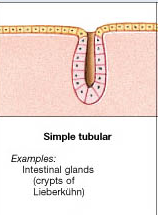 Simple tubular
Examples:
Intestinal glands
(crypts of
Lieberkühn)